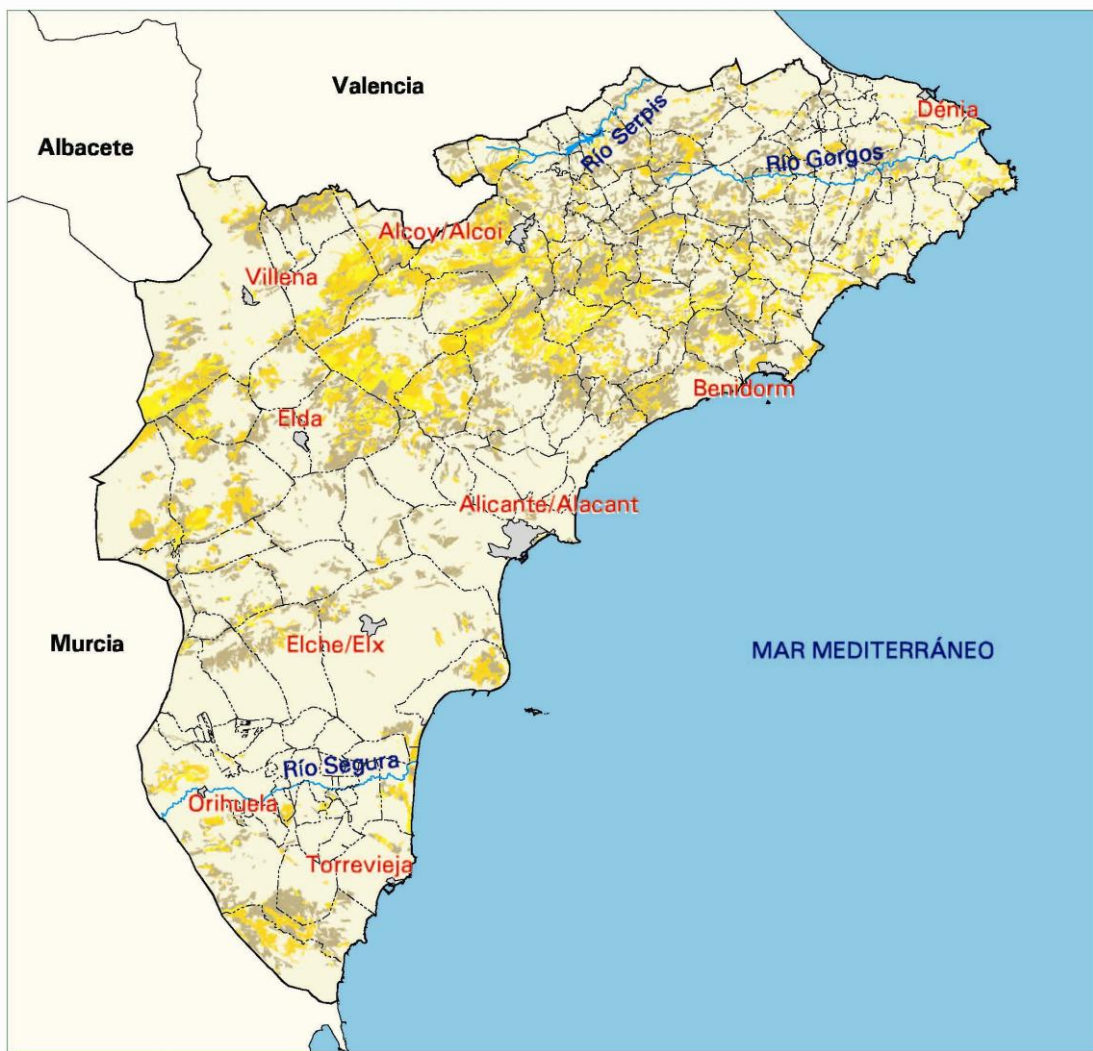 Valencia
Albacete
Dénia
Río Serpis
Río Gorgos
Alcoy/Alcoi
Villena
Benidorm
Elda
Alicante/Alacant
Murcia
Elche/Elx
MAR MEDITERRÁNEO
Río Segura
Orihuela
Torrevieja